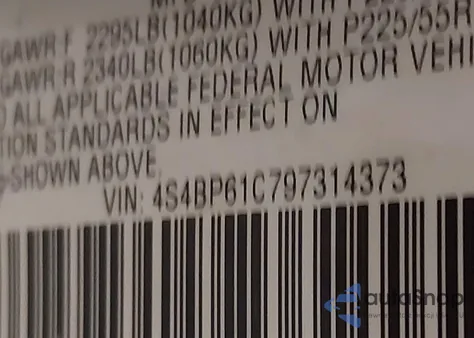 GAWR F 2295LB(1040KG) WITH
GAWR R 2340LB(1060KG) WITH P225/55R
ALL APPLICABLE FEDERAL MOTOR VEHI
TION STANDARDS IN EFFECT ON
SHOWN ABOVE.
VIN: 4S4BP61C797314373
autoSnap